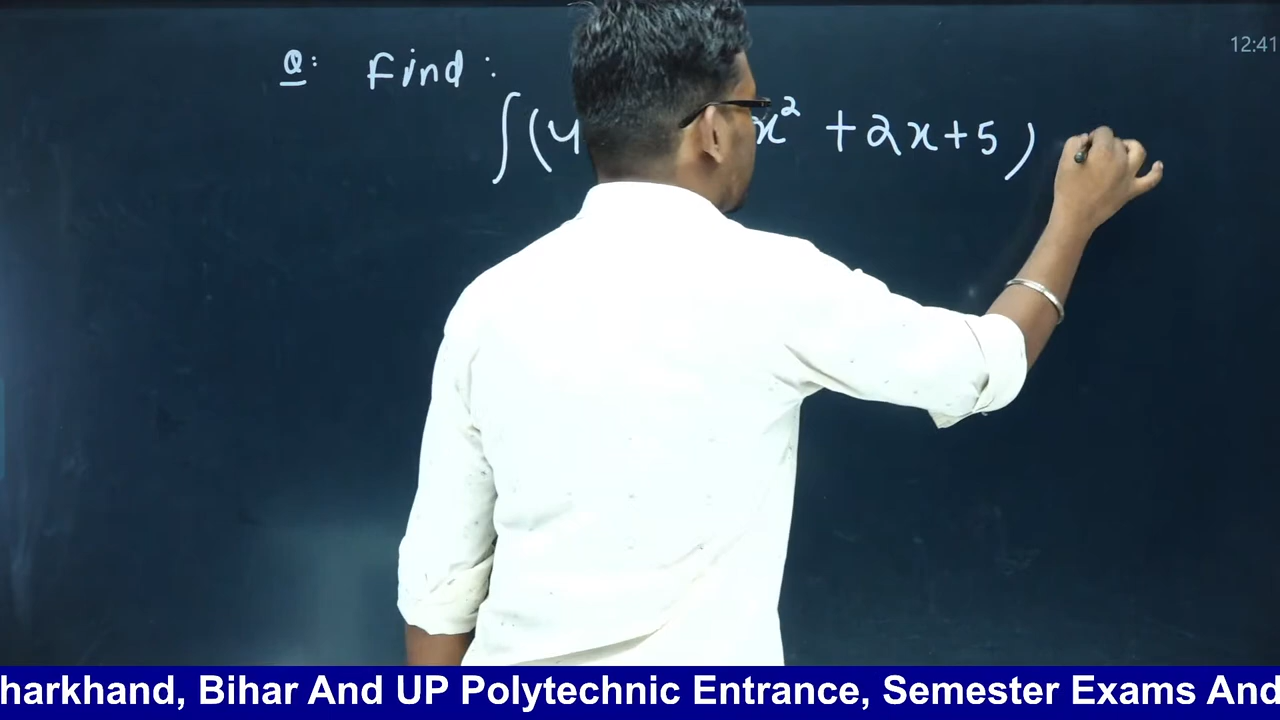 Q: Find:
∫(4 x² + 2x + 5)
12:41
harkhand, Bihar And UP Polytechnic Entrance, Semester Exams And